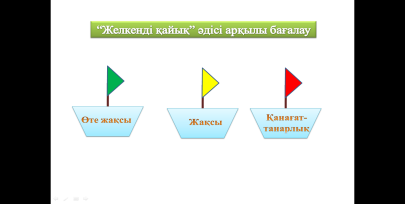 “Желкенді қайық” әдісі арқылы бағалау
Өте жақсы
Жақсы
Қанағат-
танарлық